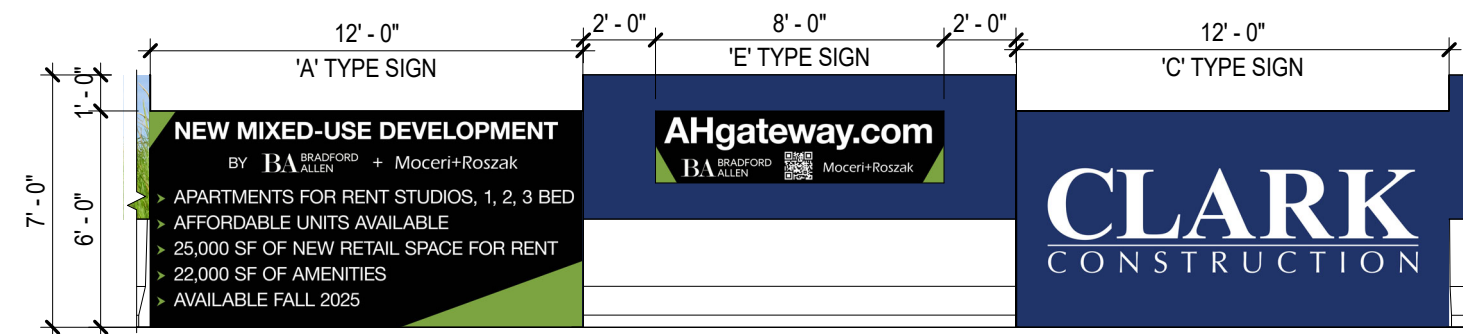 12' - 0"
2' - 0"
8' - 0"
2' - 0"
12' - 0"
'A' TYPE SIGN
'E' TYPE SIGN
'C' TYPE SIGN
1' - 0"
7' - 0"
6' - 0"
NEW MIXED-USE DEVELOPMENT
BY BA BRADFORD ALLEN + Moceri+Roszak
APARTMENTS FOR RENT STUDIOS, 1, 2, 3 BED
AFFORDABLE UNITS AVAILABLE
25,000 SF OF NEW RETAIL SPACE FOR RENT
22,000 SF OF AMENITIES
AVAILABLE FALL 2025
AHgateway.com
BA BRADFORD ALLEN Moceri+Roszak
CLARK
CONSTRUCTION